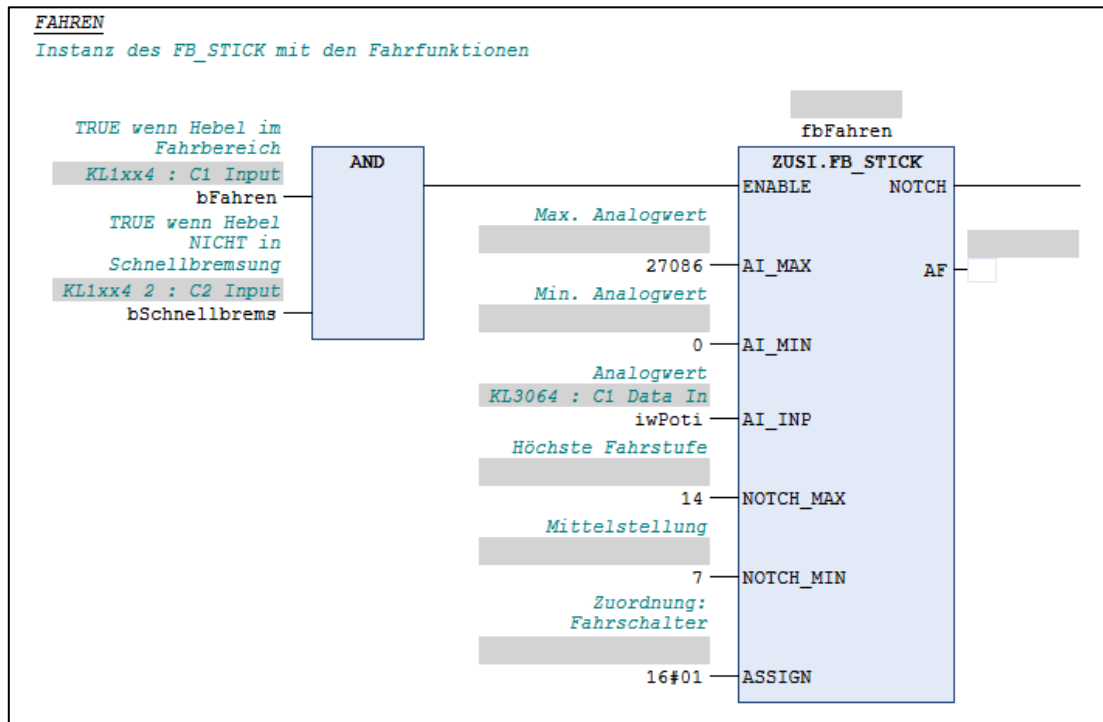 FAHREN
Instanz des FB_STICK mit den Fahrfunktionen
TRUE wenn Hebel im
Fahrbereich
KL1xx4 : C1 Input
bFahren
TRUE wenn Hebel
NICHT in
Schnellbremsung
KL1xx4 2 : C2 Input
bSchnellbrems
AND
fbFahren
ZUSI.FB_STICK
ENABLE NOTCH
Max. Analogwert
27086 AI_MAX
AF
Min. Analogwert
0 AI_MIN
Analogwert
KL3064 : C1 Data In
iwPoti AI_INP
Höchste Fahrstufe
14 NOTCH_MAX
Mittelstellung
7 NOTCH_MIN
Zuordnung:
Fahrschalter
16#01 ASSIGN